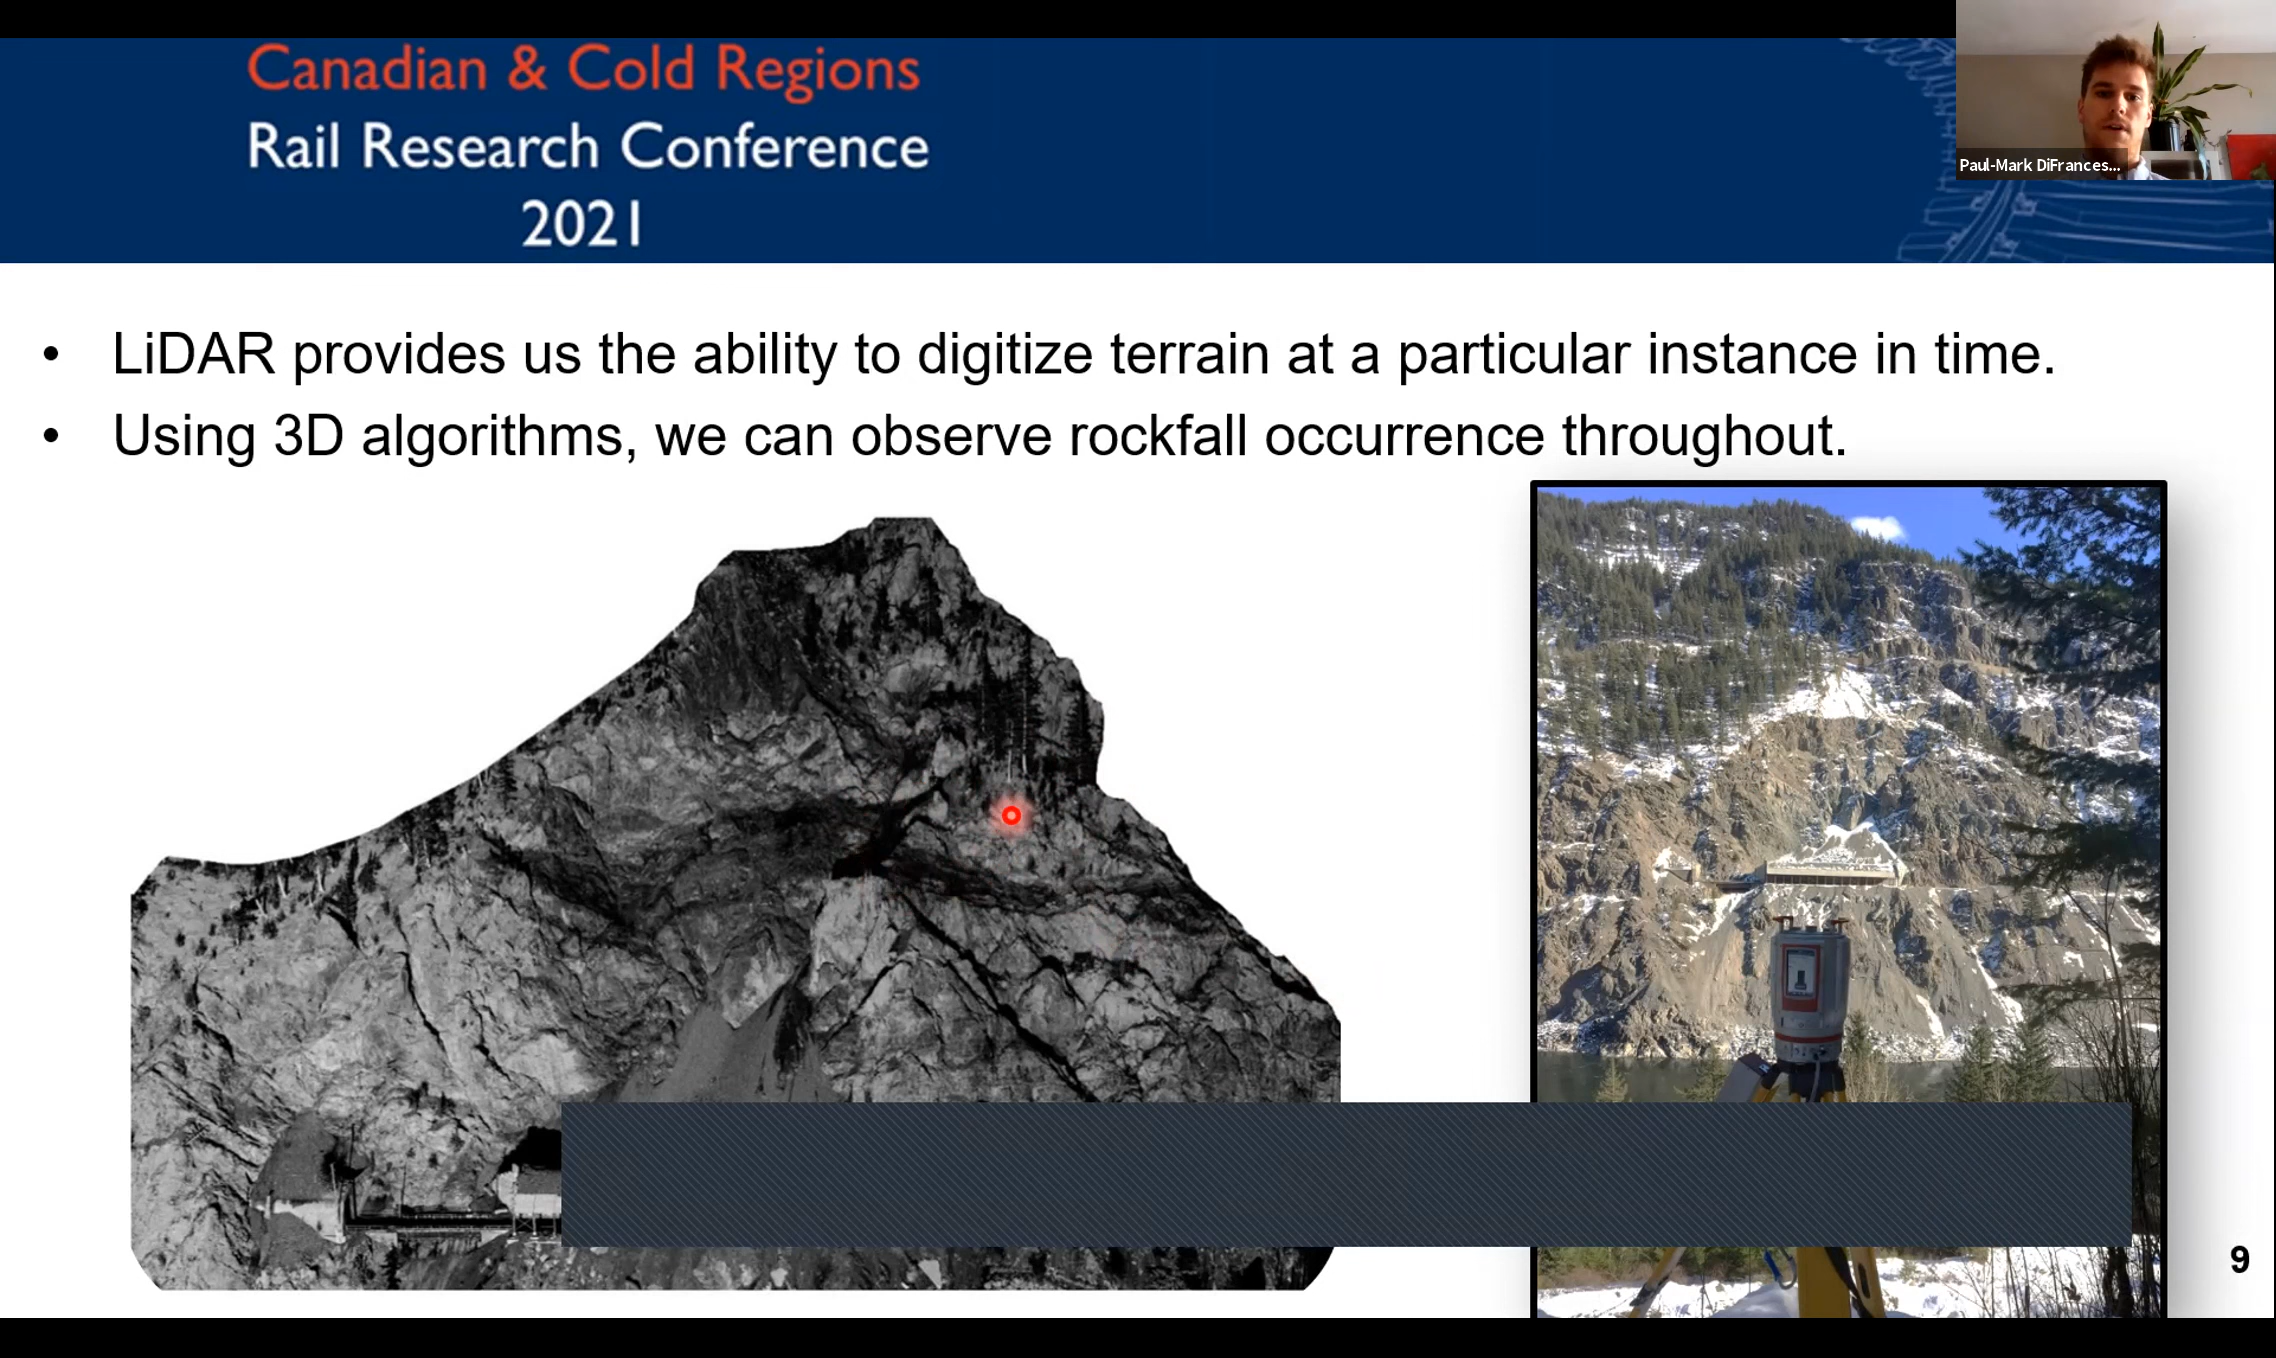 Canadian & Cold Regions
Rail Research Conference
2021
Paul-Mark DiFrances...
• LiDAR provides us the ability to digitize terrain at a particular instance in time.
• Using 3D algorithms, we can observe rockfall occurrence throughout.
9